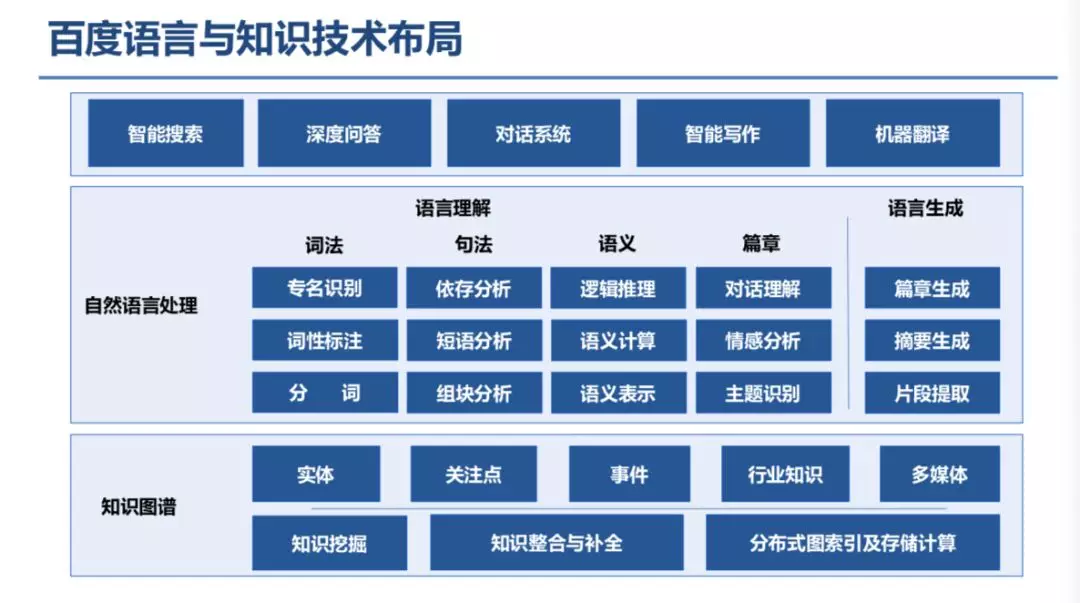 百度语言与知识技术布局
智能搜索 深度问答 对话系统 智能写作 机器翻译
语言理解 语言生成
词法 句法 语义 篇章
专名识别 依存分析 逻辑推理 对话理解 篇章生成
自然语言处理
词性标注 短语分析 语义计算 情感分析 摘要生成
分 词 组块分析 语义表示 主题识别 片段提取
实体 关注点 事件 行业知识 多媒体
知识图谱
知识挖掘 知识整合与补全 分布式图索引及存储计算